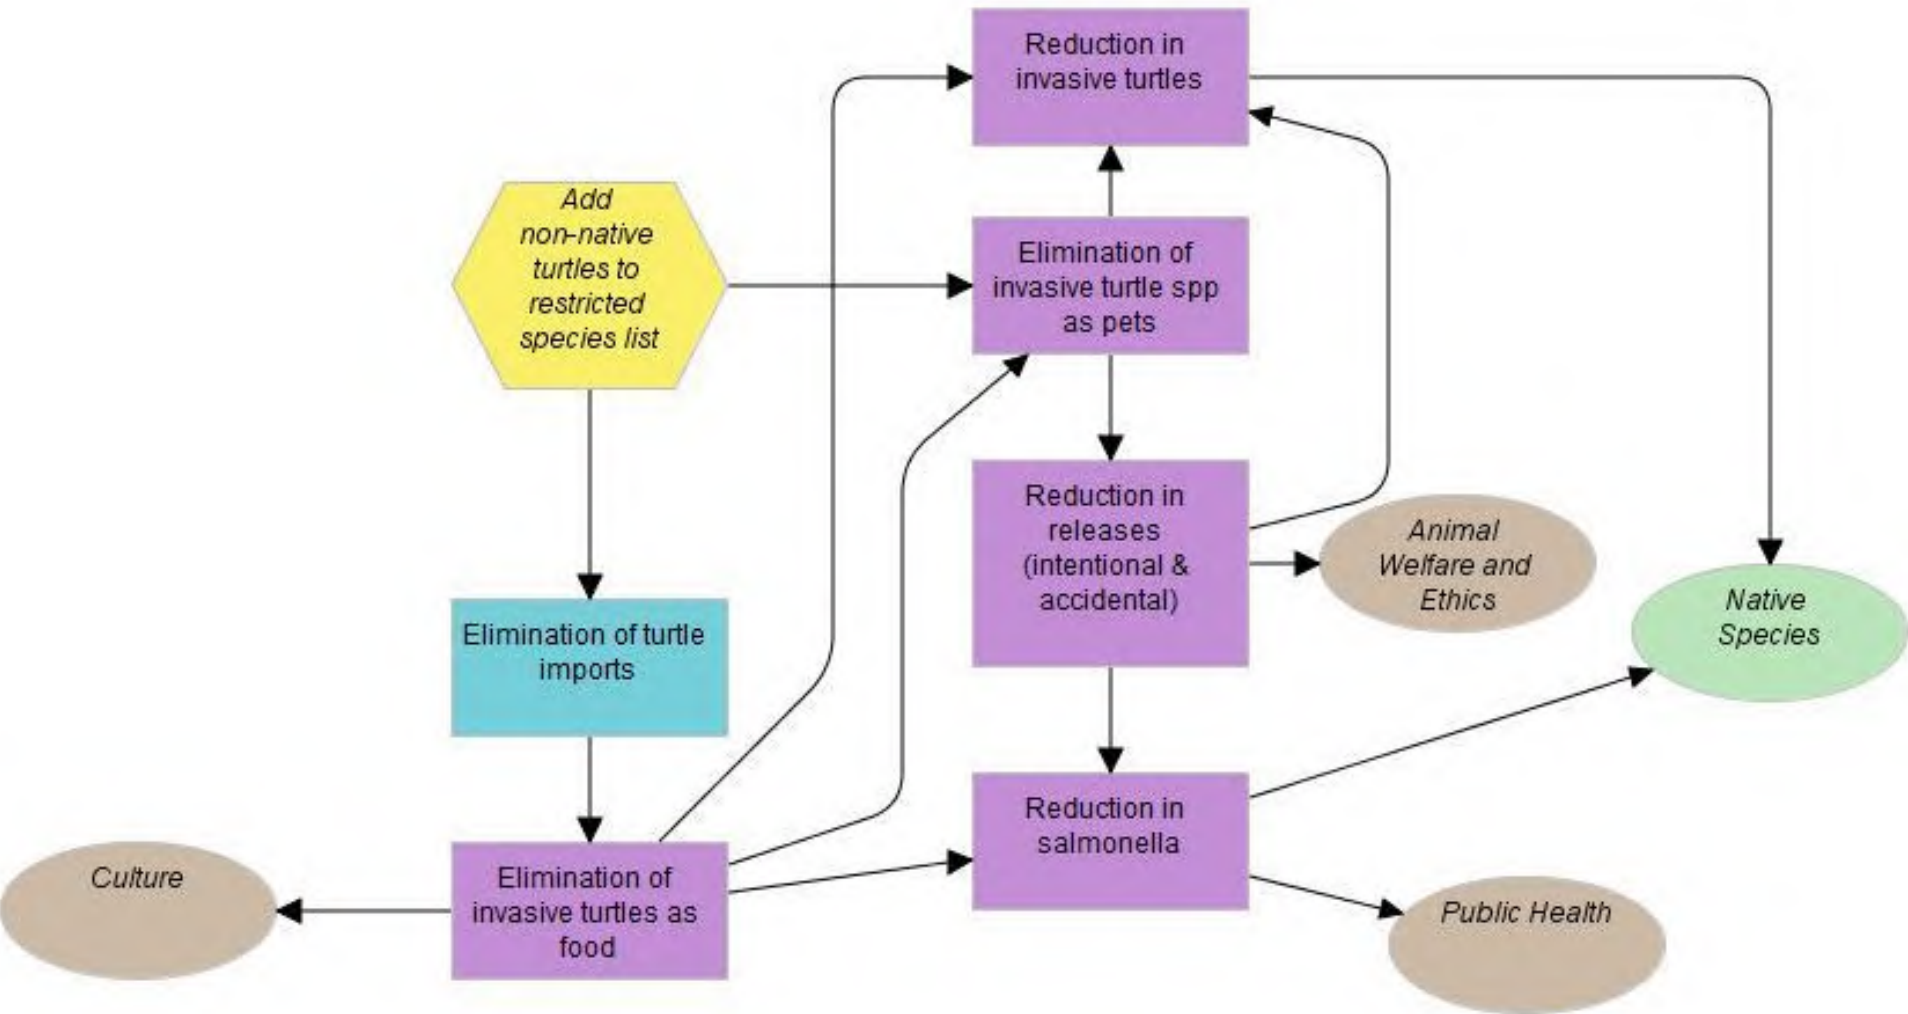 Reduction in
invasive turtles
Add
non-native
turtles to
restricted
species list
Elimination of
invasive turtle spp
as pets
Reduction in
releases
(intentional &
accidental)
Animal
Welfare and
Ethics
Native
Species
Elimination of turtle
imports
Reduction in
salmonella
Culture
Elimination of
invasive turtles as
food
Public Health